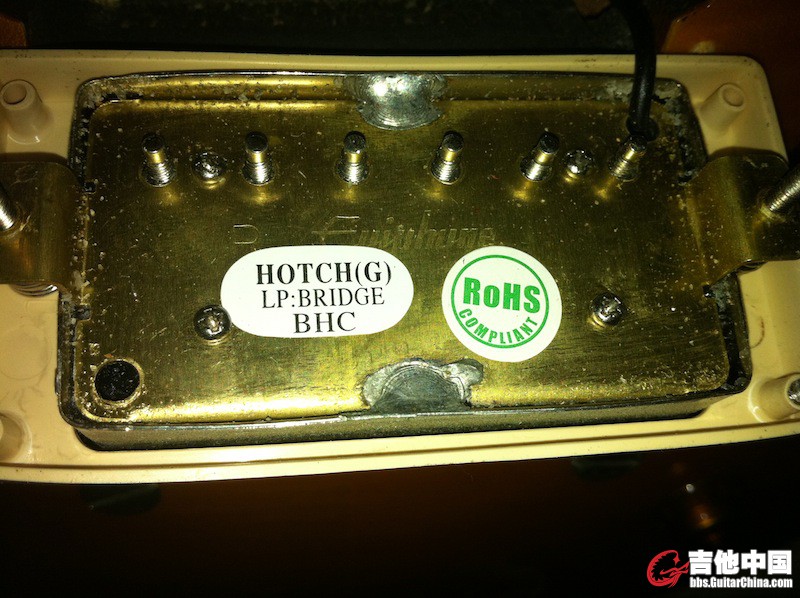 HOTCH(G)
LP:BRIDGE
BHC
RoHS
COMPLIANT
吉他中国
bbs.GuitarChina.com